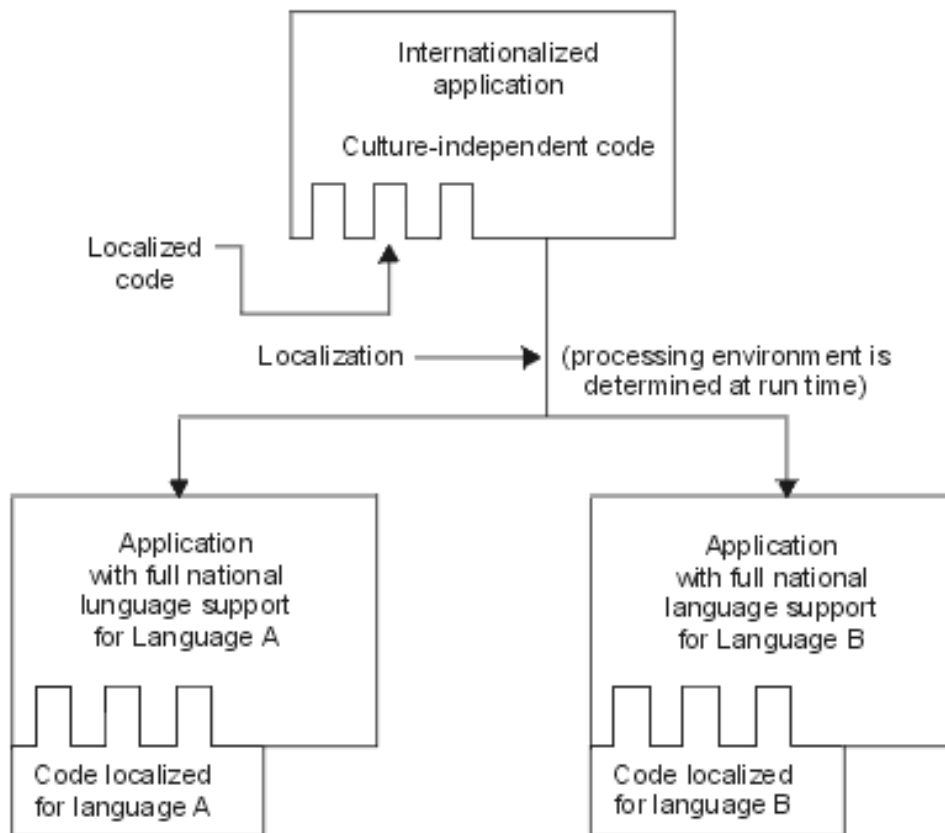 Internationalized
application
Culture-independent code
Localized
code
Localization
(processing environment is
determined at run time)
Application
with full national
lunguage support
for Language A
Code localized
for language A
Application
with full national
language support
for Language B
Code localized
for language B